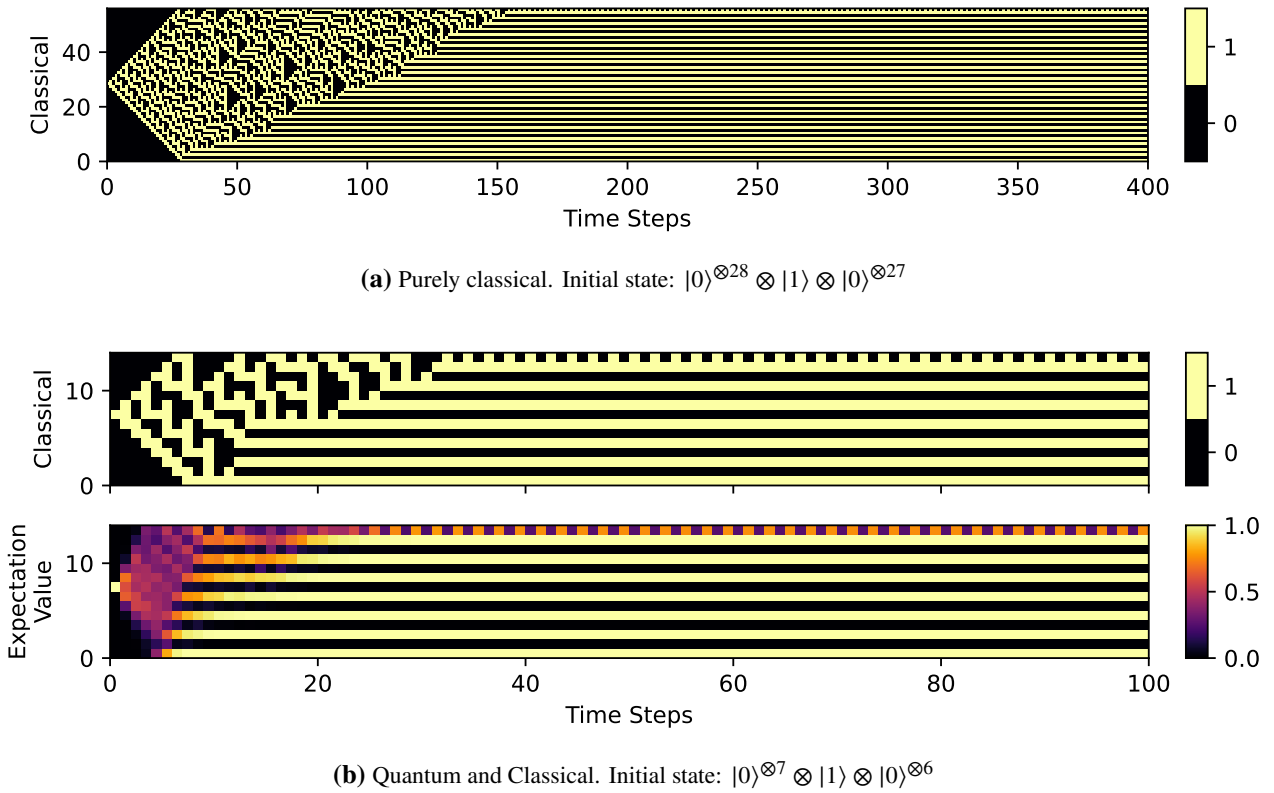 Classical
40
20
0
0 50 100 150 200 250 300 350 400
Time Steps
1
0
(a) Purely classical. Initial state: |0⟩^{⊗28} ⊗ |1⟩ ⊗ |0⟩^{⊗27}
Classical
10
0
1
0
Expectation
Value
10
0
0 20 40 60 80 100
Time Steps
1.0
0.5
0.0
(b) Quantum and Classical. Initial state: |0⟩^{⊗7} ⊗ |1⟩ ⊗ |0⟩^{⊗6}